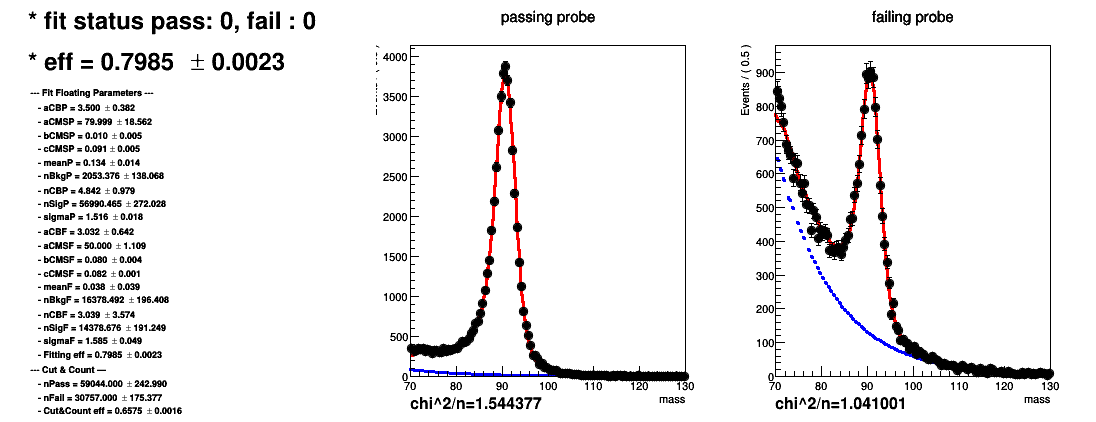 * fit status pass: 0, fail : 0
* eff = 0.7985 ± 0.0023
--- Fit Floating Parameters ---
- aCBP = 3.500 ± 0.382
- aCMSP = 79.999 ± 18.562
- bCMSP = 0.010 ± 0.005
- cCMSP = 0.091 ± 0.005
- meanP = 0.134 ± 0.014
- nBkgP = 2053.376 ± 138.068
- nCBP = 4.842 ± 0.979
- nSigP = 56990.465 ± 272.028
- sigmaP = 1.516 ± 0.018
- aCBF = 3.032 ± 0.642
- aCMSF = 50.000 ± 1.109
- bCMSF = 0.080 ± 0.004
- cCMSF = 0.082 ± 0.001
- meanF = 0.038 ± 0.039
- nBkgF = 16378.492 ± 196.408
- nCBF = 3.039 ± 3.574
- nSigF = 14378.676 ± 191.249
- sigmaF = 1.585 ± 0.049
- Fitting eff = 0.7985 ± 0.0023
--- Cut & Count ---
- nPass = 59044.000 ± 242.990
- nFail = 30757.000 ± 175.377
- Cut&Count eff = 0.6575 ± 0.0016
passing probe
4000
3500
3000
2500
2000
1500
1000
500
0
70 80 90 100 110 120 130
mass
chi^2/n=1.544377
failing probe
Events / ( 0.5 )
900
800
700
600
500
400
300
200
100
0
70 80 90 100 110 120 130
mass
chi^2/n=1.041001